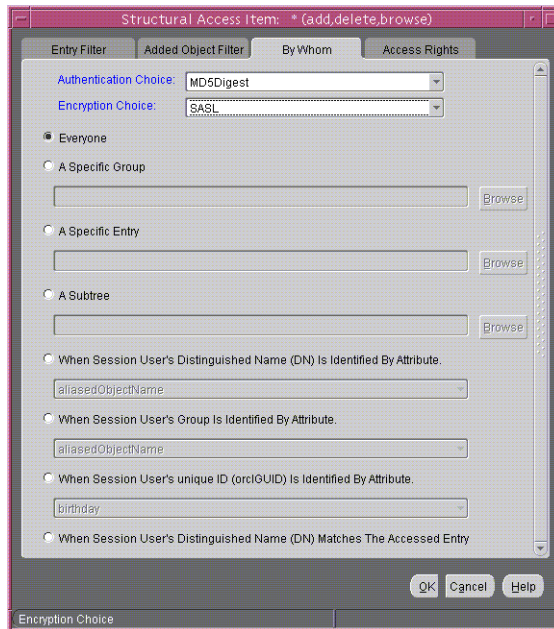 Structural Access Item: * (add,delete,browse)
Entry Filter
Added Object Filter
By Whom
Access Rights
Authentication Choice: MD5Digest
Encryption Choice: SASL
Everyone
A Specific Group
Browse
A Specific Entry
Browse
A Subtree
Browse
When Session User's Distinguished Name (DN) Is Identified By Attribute.
aliasedObjectName
When Session User's Group Is Identified By Attribute.
aliasedObjectName
When Session User's unique ID (orclGUID) Is Identified By Attribute.
birthday
When Session User's Distinguished Name (DN) Matches The Accessed Entry
OK Cancel Help
Encryption Choice